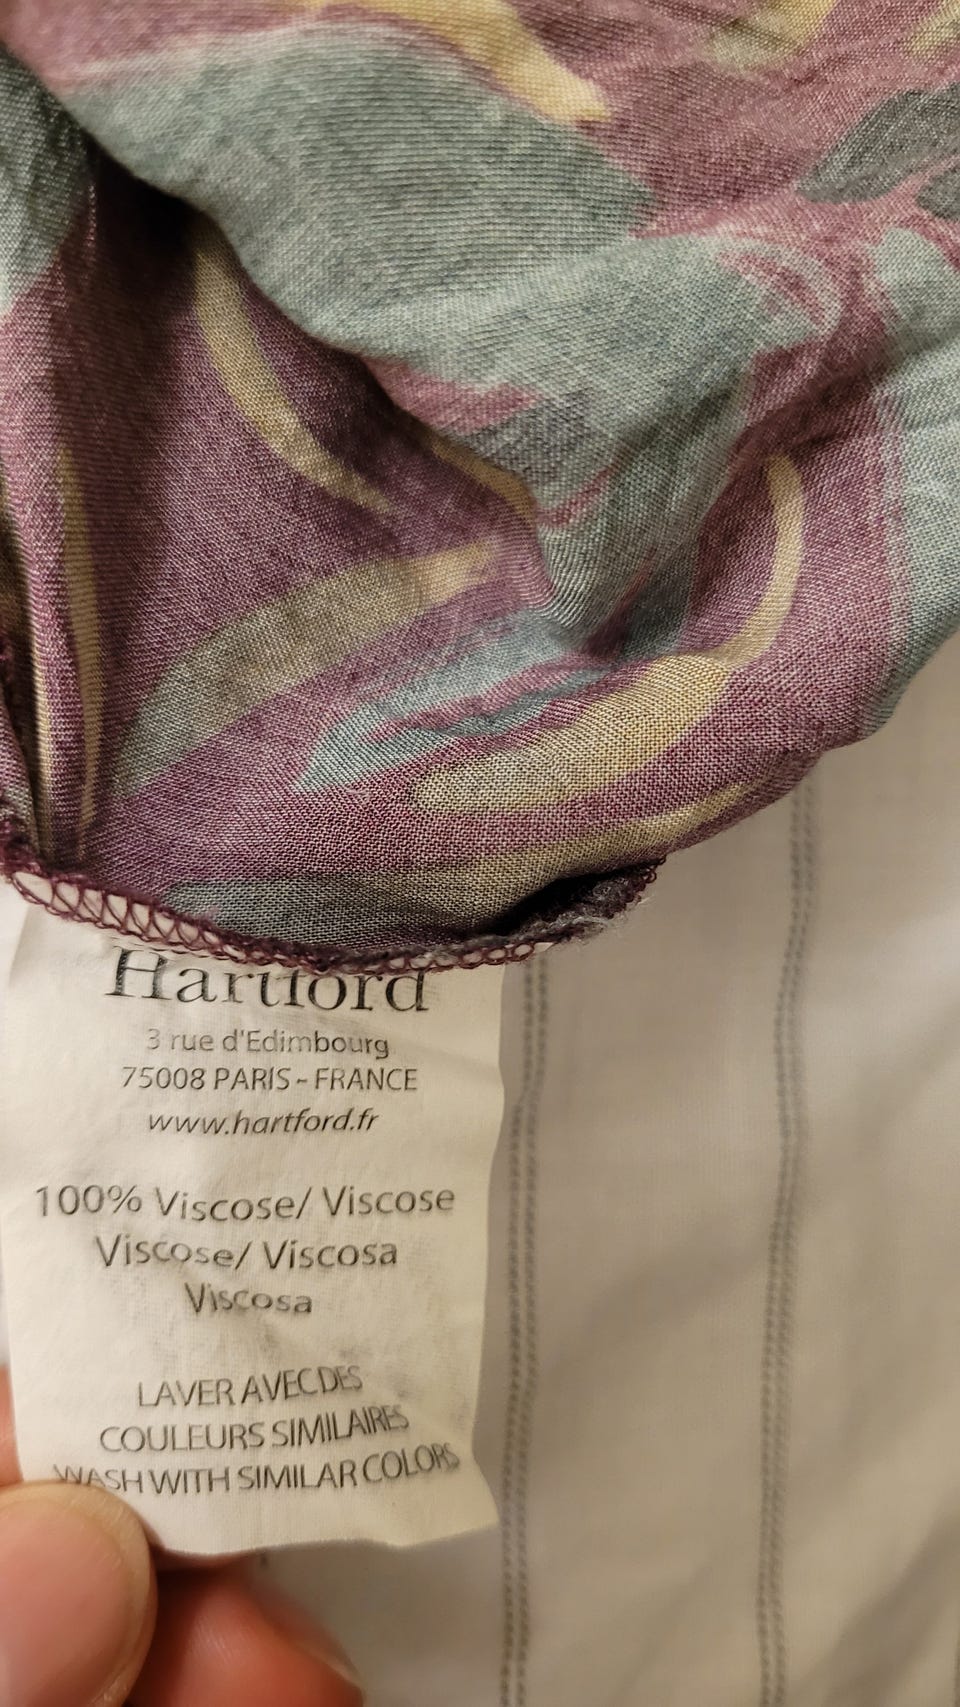 Hartford
3 rue d'Edimbourg
75008 PARIS - FRANCE
www.hartford.fr
100% Viscose/ Viscose
Viscose/ Viscosa
Viscosa
LAVER AVEC DES
COULEURS SIMILAIRES
WASH WITH SIMILAR COLORS